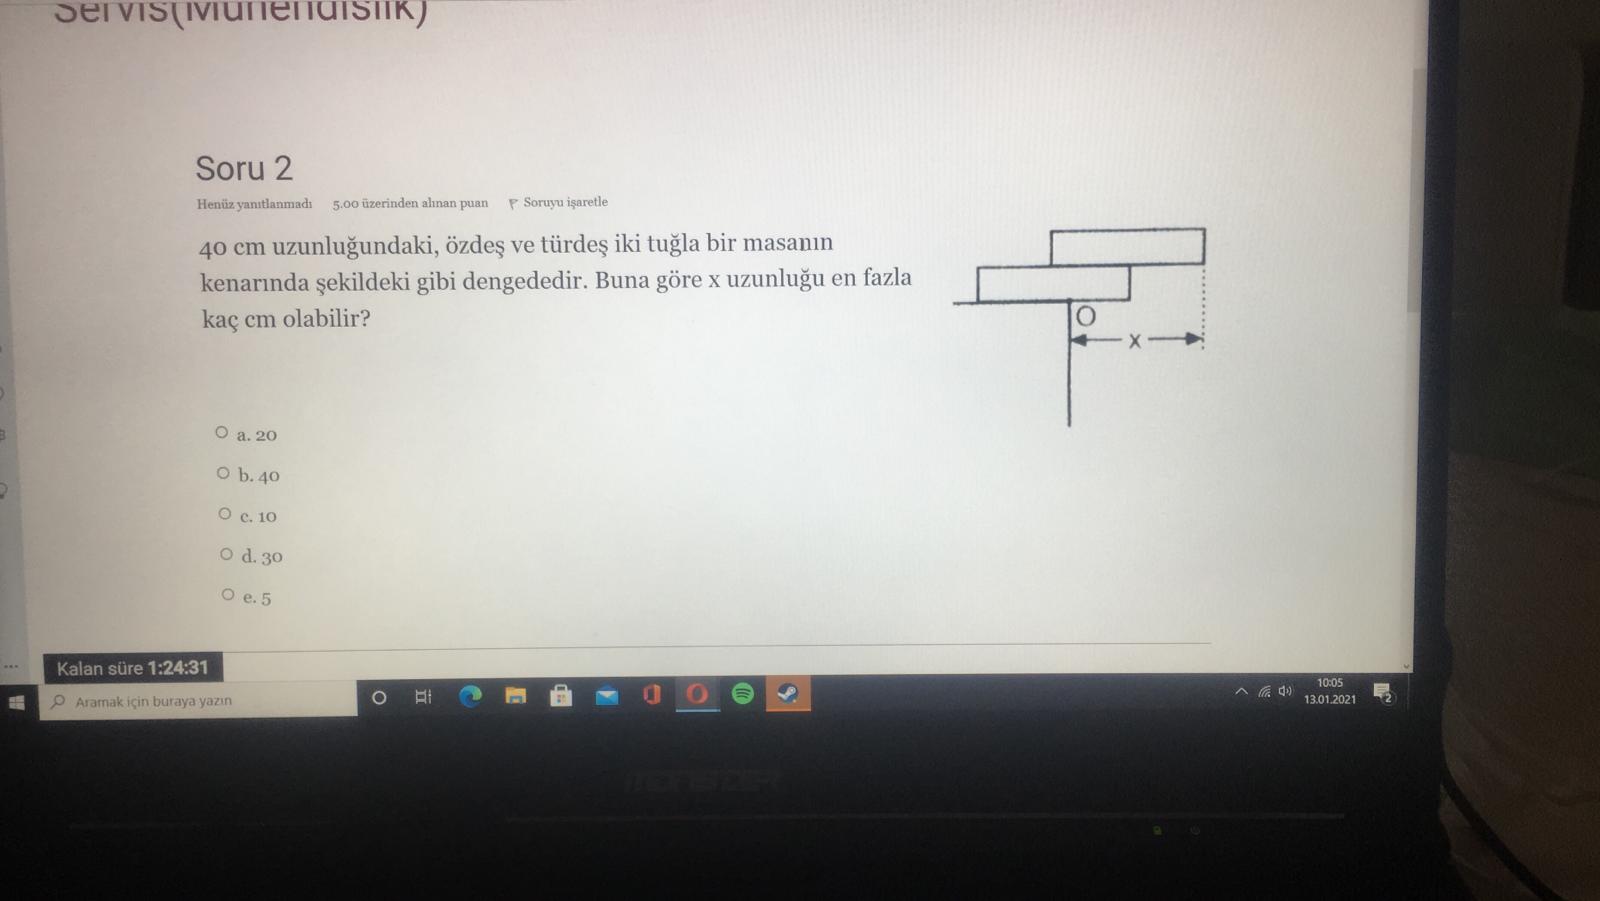 Servis(Mühendislik)
Soru 2
Henüz yanıtlanmadı 5.00 üzerinden alınan puan Soruyu işaretle
40 cm uzunluğundaki, özdeş ve türdeş iki tuğla bir masanın
kenarında şekildeki gibi dengededir. Buna göre x uzunluğu en fazla
kaç cm olabilir?
O
x
a. 20
b. 40
c. 10
d. 30
e. 5
Kalan süre 1:24:31
Aramak için buraya yazın
10:05
13.01.2021
2